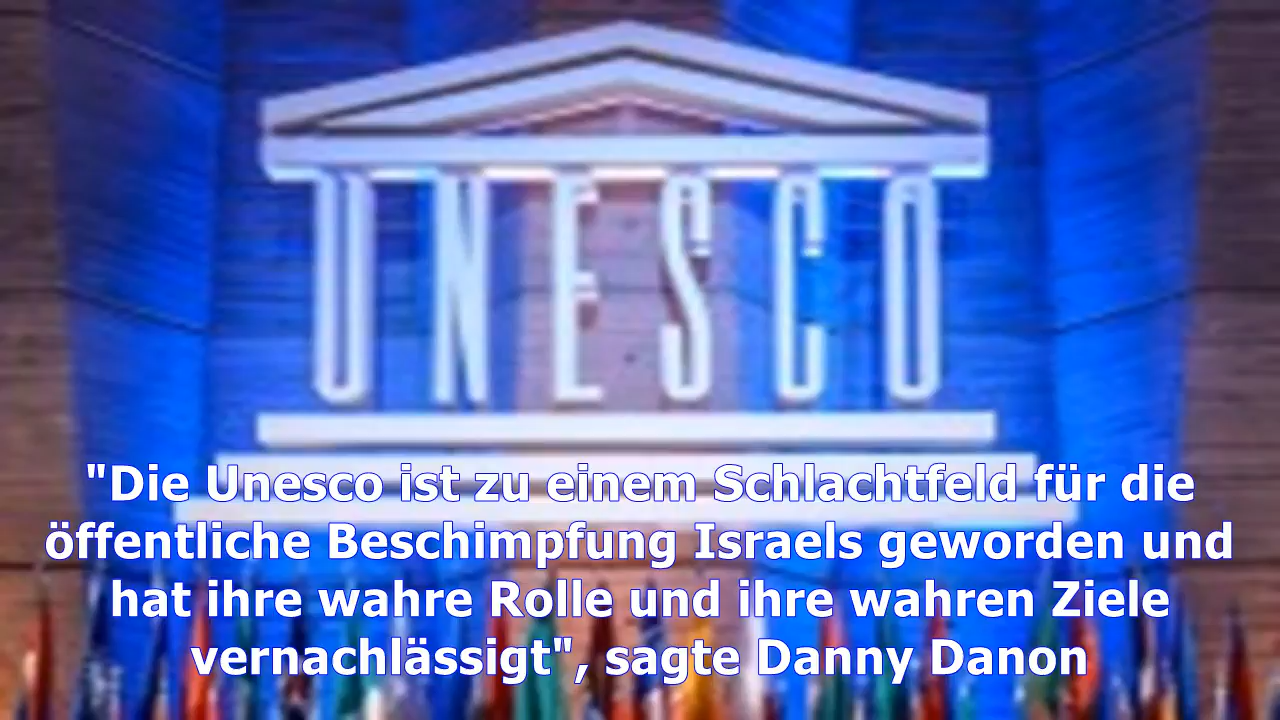 UNESCO
"Die Unesco ist zu einem Schlachtfeld für die
öffentliche Beschimpfung Israels geworden und
hat ihre wahre Rolle und ihre wahren Ziele
vernachlässigt", sagte Danny Danon